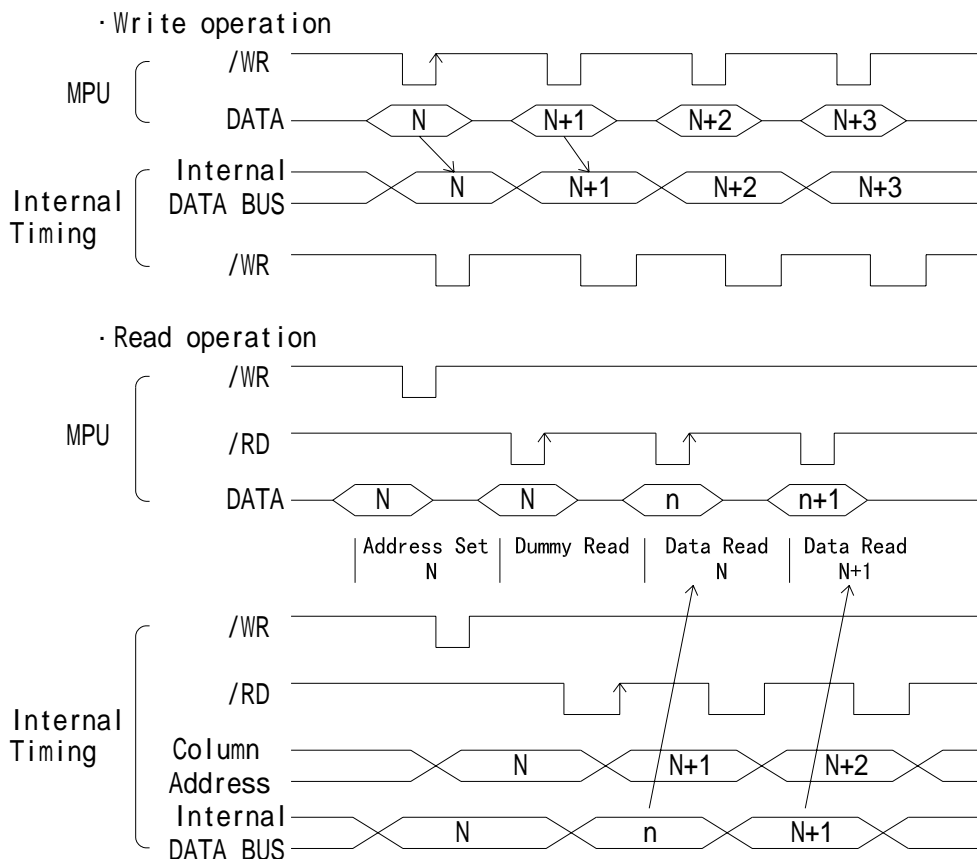 ·Write operation
/WR
MPU
DATA N N+1 N+2 N+3
Internal
DATA BUS N N+1 N+2 N+3
Internal
Timing
/WR
·Read operation
/WR
MPU
/RD
DATA N N n n+1
Address Set Dummy Read Data Read Data Read
N N N+1
/WR
/RD
Internal
Timing
Column
Address N N+1 N+2
Internal
DATA BUS N n N+1